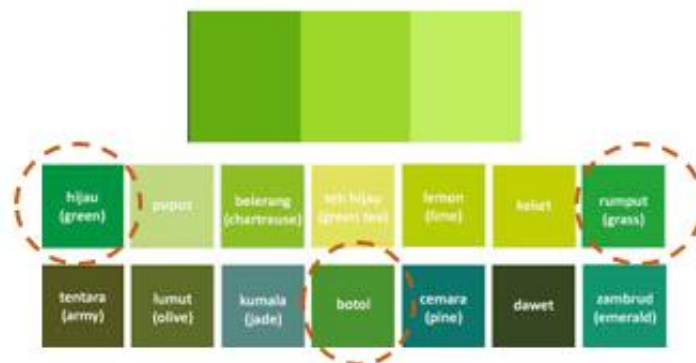 hijau
(green)
pupus
belerang
(chartreuse)
teh hijau
(green tea)
lemon
(lime)
rumput
(grass)
tentara
(army)
lumut
(olive)
kumala
(jade)
botol
cemara
(pine)
dawet
zambrud
(emerald)